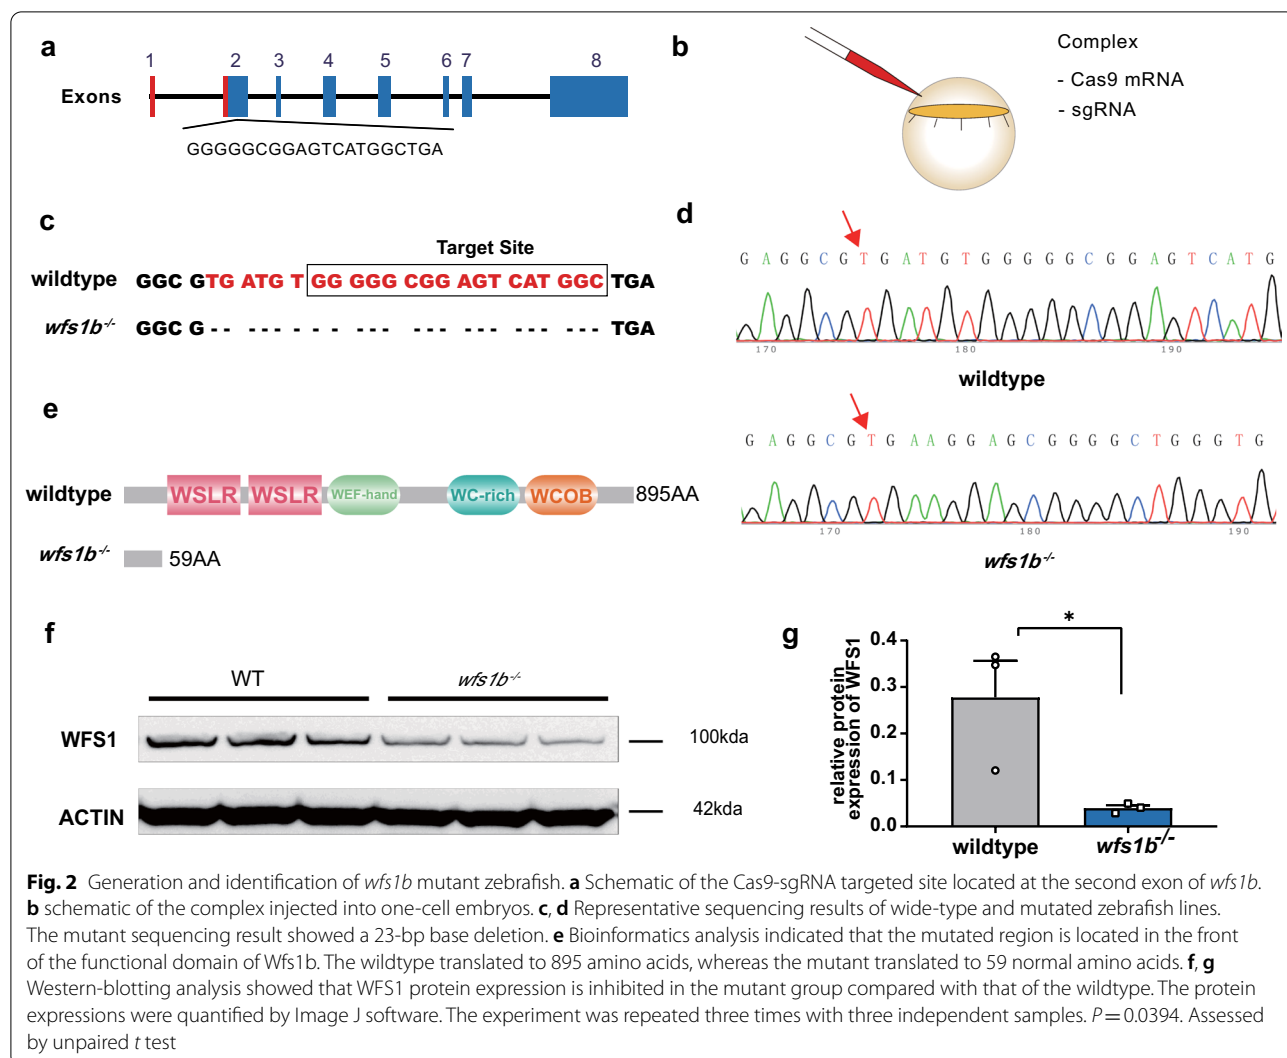 a
1 2 3 4 5 6 7 8
Exons
GGGGGCGGAGTCATGGCTGA
b
Complex
- Cas9 mRNA
- sgRNA
c
Target Site
wildtype GGC GTG ATG T GG GGG CGG AGT CAT GGC TGA
wfs1b-/- GGC G-- --- - -- --- --- --- --- --- TGA
d
G A G G C G T G A T G T G G G G G C G G A G T C A T G
170 180 190
wildtype
G A G G C G T G A A G G A G C G G G G C T G G G T G
170 180 190
wfs1b-/-
e
wildtype WSLR WSLR WEF-hand WC-rich WCOB 895AA
wfs1b-/- 59AA
f
WT wfs1b-/-
WFS1 100kda
ACTIN 42kda
g
relative protein
expression of WFS1
0.4
0.3
0.2
0.1
0.0
*
wildtype wfs1b-/-
Fig. 2 Generation and identification of wfs1b mutant zebrafish. a Schematic of the Cas9-sgRNA targeted site located at the second exon of wfs1b.
b schematic of the complex injected into one-cell embryos. c, d Representative sequencing results of wide-type and mutated zebrafish lines.
The mutant sequencing result showed a 23-bp base deletion. e Bioinformatics analysis indicated that the mutated region is located in the front
of the functional domain of Wfs1b. The wildtype translated to 895 amino acids, whereas the mutant translated to 59 normal amino acids. f, g
Western-blotting analysis showed that WFS1 protein expression is inhibited in the mutant group compared with that of the wildtype. The protein
expressions were quantified by Image J software. The experiment was repeated three times with three independent samples. P = 0.0394. Assessed
by unpaired t test